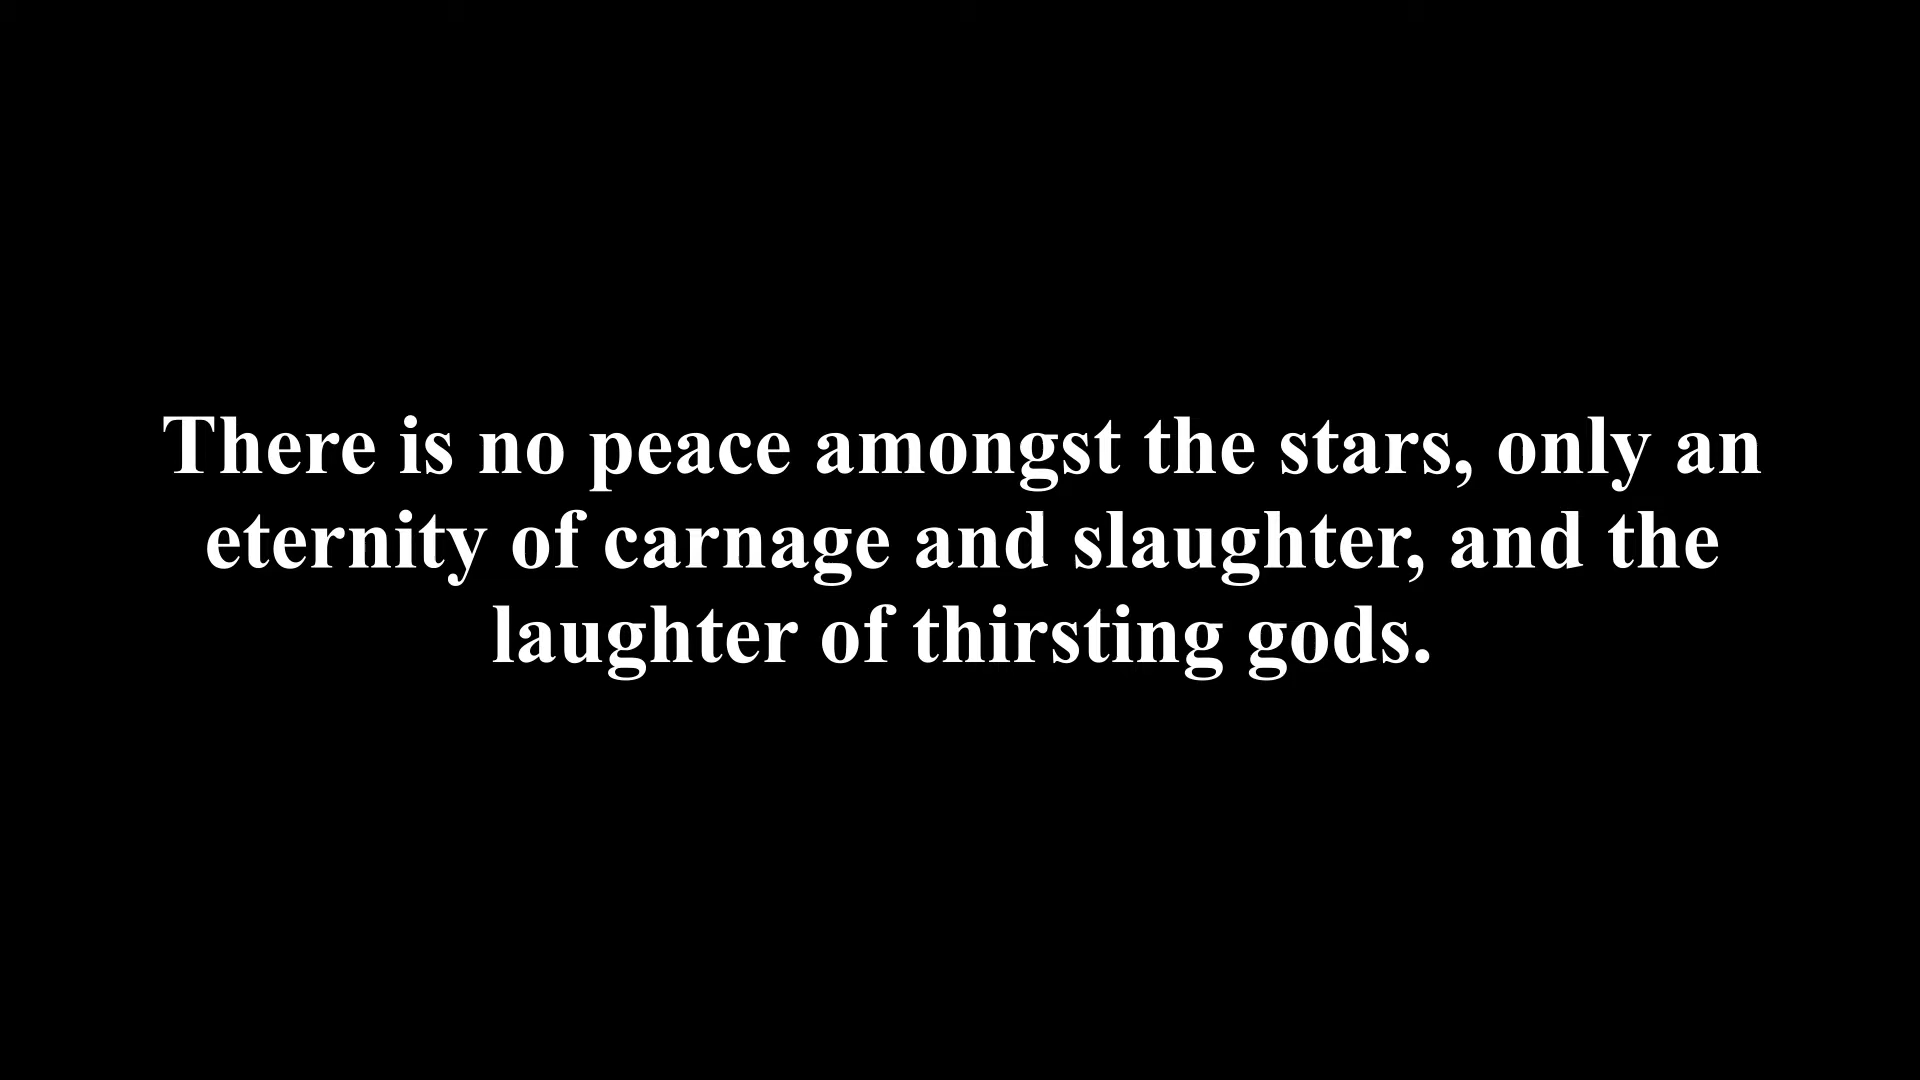 There is no peace amongst the stars, only an
eternity of carnage and slaughter, and the
laughter of thirsting gods.